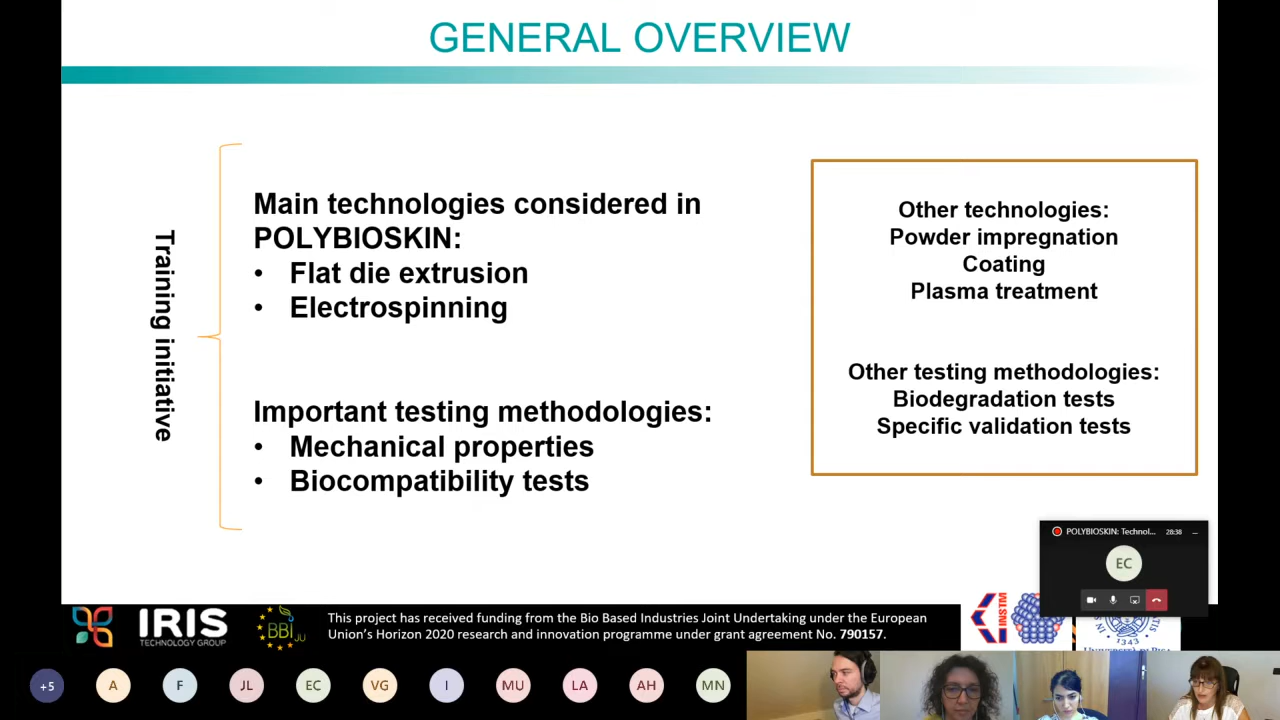 GENERAL OVERVIEW
Training initiative
Main technologies considered in
POLYBIOSKIN:
• Flat die extrusion
• Electrospinning
Important testing methodologies:
• Mechanical properties
• Biocompatibility tests
Other technologies:
Powder impregnation
Coating
Plasma treatment
Other testing methodologies:
Biodegradation tests
Specific validation tests
POLYBIOSKIN: Technol... 28:38
EC
IRIS
TECHNOLOGY GROUP
BBI JU
This project has received funding from the Bio Based Industries Joint Undertaking under the European
Union's Horizon 2020 research and innovation programme under grant agreement No. 790157.
INSTM
1343
+5 A F JL EC VG I MU LA AH MN